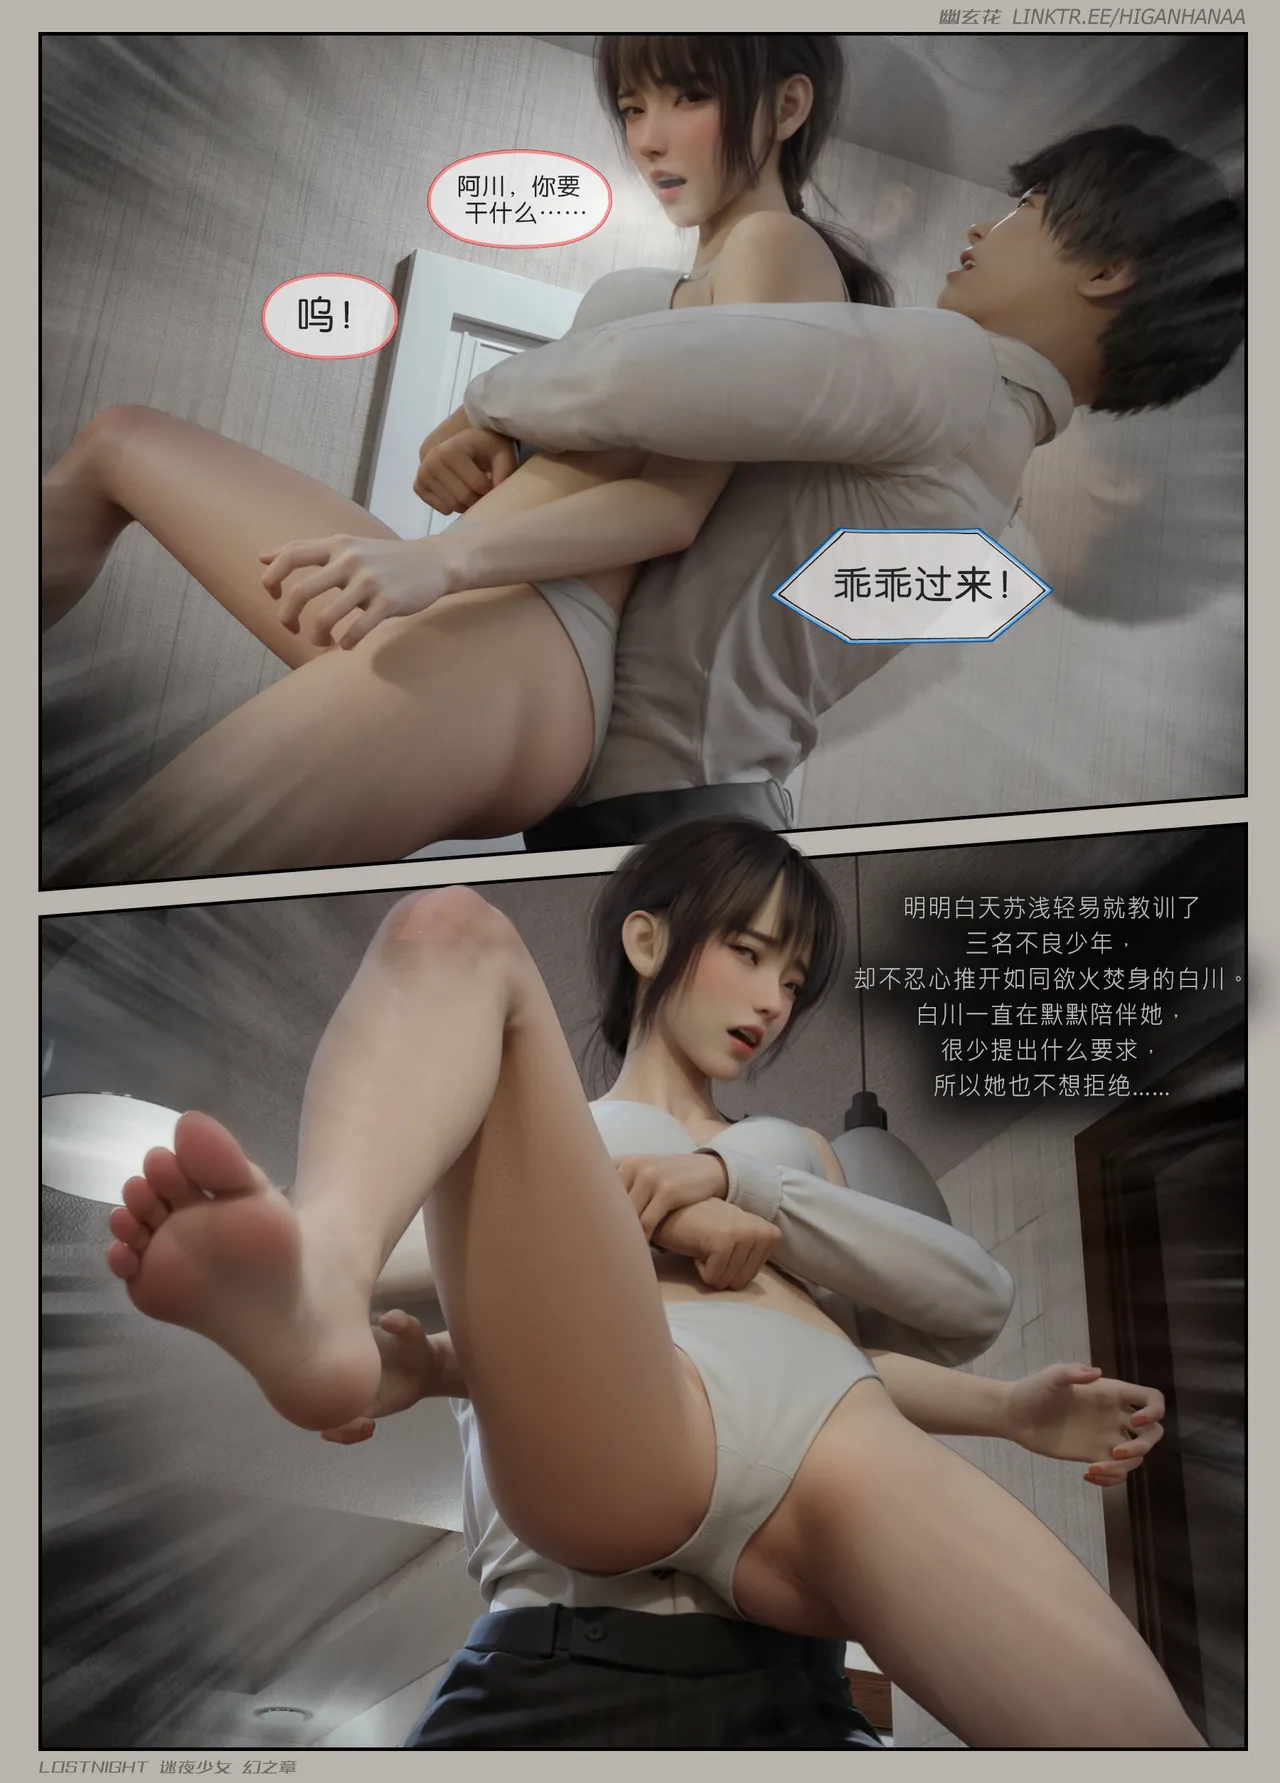 幽玄花 LINKTR.EE/HIGANHANAA
阿川，你要
干什么……
呜！
乖乖过来！
明明白天苏浅轻易就教训了
三名不良少年，
却不忍心推开如同欲火焚身的白川。
白川一直在默默陪伴她，
很少提出什么要求，
所以她也不想拒绝……
LOSTNIGHT 迷夜少女 幻之章